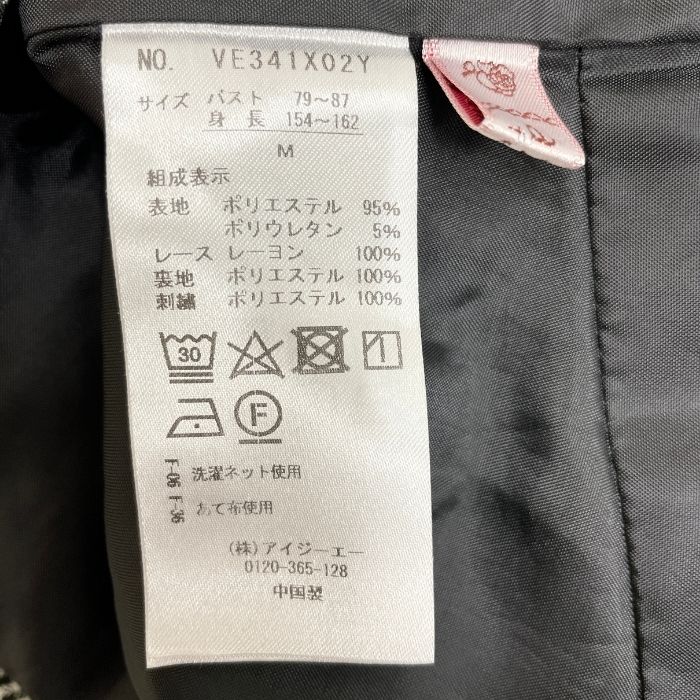 NO. VE341X02Y
サイズ バスト 79～87
身長 154～162
M
組成表示
表地 ポリエステル 95%
ポリウレタン 5%
レース レーヨン 100%
裏地 ポリエステル 100%
刺繍 ポリエステル 100%
30
F
F-06 洗濯ネット使用
F-36 あて布使用
(株)アイジーエー
0120-365-128
中国製